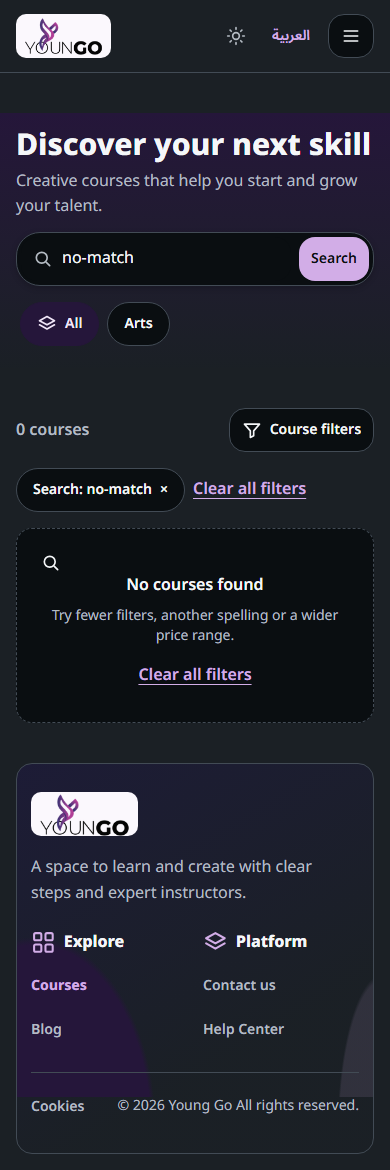 YOUNGO
العربية
Discover your next skill
Creative courses that help you start and grow
your talent.
no-match
Search
All
Arts
0 courses
Course filters
Search: no-match ×
Clear all filters
No courses found
Try fewer filters, another spelling or a wider
price range.
Clear all filters
YOUNGO
A space to learn and create with clear
steps and expert instructors.
Explore
Platform
Courses
Contact us
Blog
Help Center
Cookies
© 2026 Young Go All rights reserved.